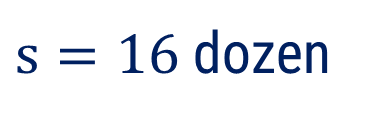 s = 16 dozen